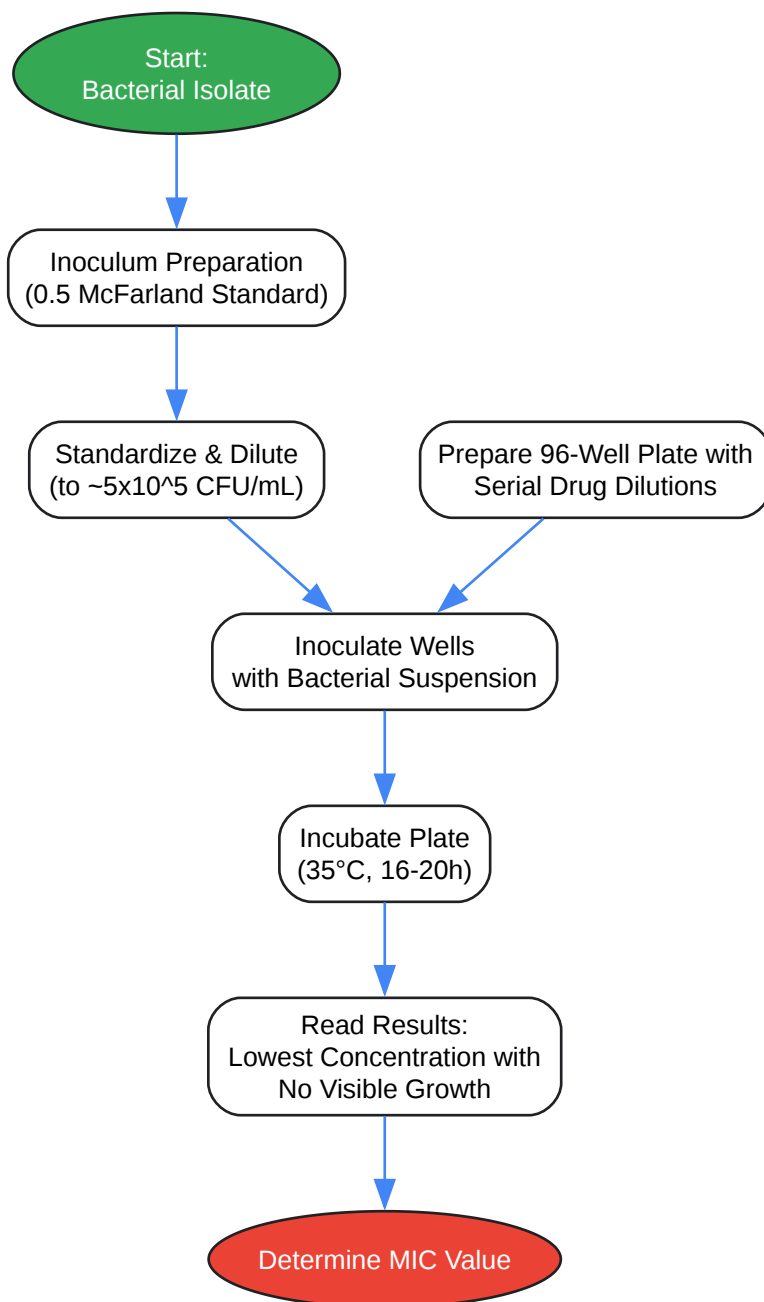 Start:
Bacterial Isolate
Inoculum Preparation
(0.5 McFarland Standard)
Standardize & Dilute
(to ~5x10^5 CFU/mL)
Prepare 96-Well Plate with
Serial Drug Dilutions
Inoculate Wells
with Bacterial Suspension
Incubate Plate
(35°C, 16-20h)
Read Results:
Lowest Concentration with
No Visible Growth
Determine MIC Value